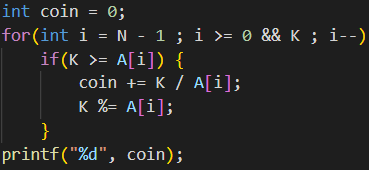 int coin = 0;
for(int i = N - 1 ; i >= 0 && K ; i--)
    if(K >= A[i]) {
        coin += K / A[i];
        K %= A[i];
    }
printf("%d", coin);